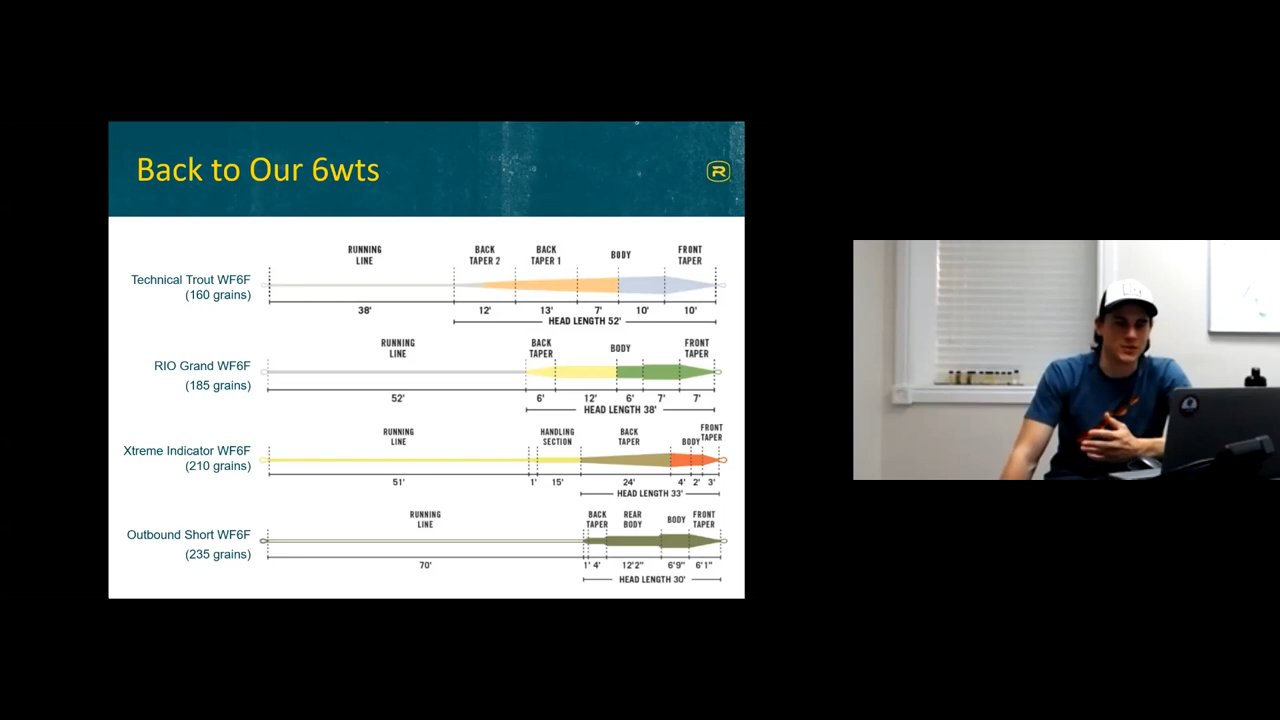 Back to Our 6wts
R
RUNNING
LINE
BACK
TAPER 2
BACK
TAPER 1
BODY
FRONT
TAPER
Technical Trout WF6F
(160 grains)
38'
12'
13'
7'
10'
10'
HEAD LENGTH 52'
RUNNING
LINE
BACK
TAPER
BODY
FRONT
TAPER
RIO Grand WF6F
(185 grains)
52'
6'
12'
6'
7'
7'
HEAD LENGTH 38'
RUNNING
LINE
HANDLING
SECTION
BACK
TAPER
BODY
FRONT
TAPER
Xtreme Indicator WF6F
(210 grains)
51'
1'
15'
24'
4'
2'
3'
HEAD LENGTH 33'
RUNNING
LINE
BACK
TAPER
REAR
BODY
BODY
FRONT
TAPER
Outbound Short WF6F
(235 grains)
70'
1'
4'
12'2"
6'9"
6'1"
HEAD LENGTH 30'